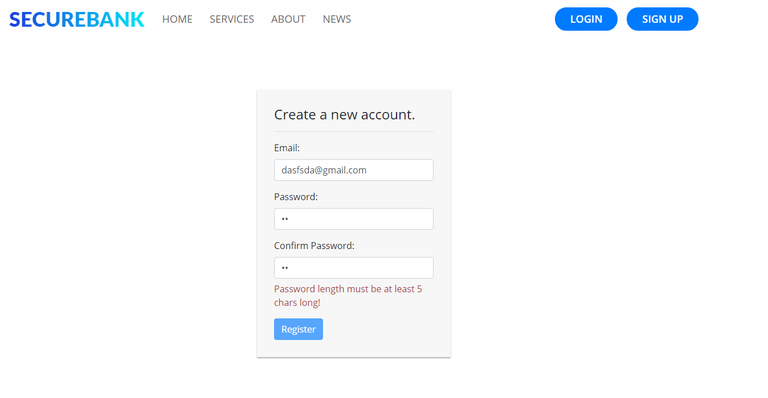 SECUREBANK HOME SERVICES ABOUT NEWS LOGIN SIGN UP
Create a new account.
Email:
dasfsda@gmail.com
Password:
••
Confirm Password:
••
Password length must be at least 5
chars long!
Register